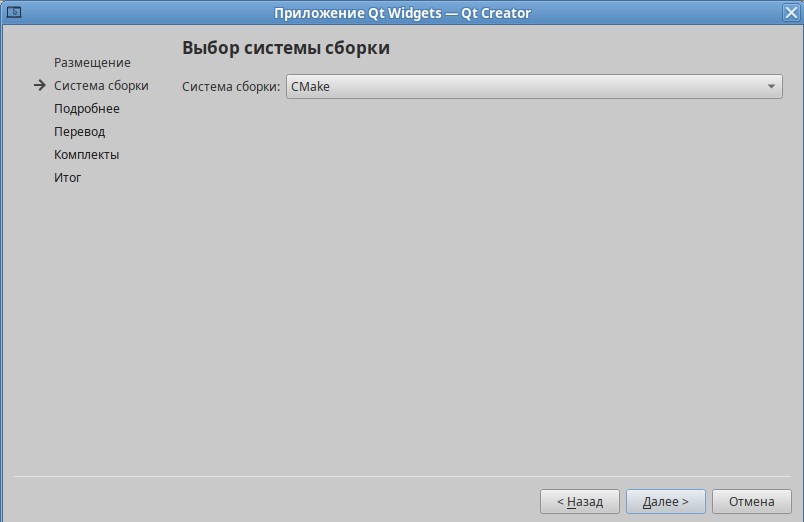 Приложение Qt Widgets — Qt Creator
Размещение
Система сборки
Подробнее
Перевод
Комплекты
Итог
Выбор системы сборки
Система сборки: CMake
< Назад
Далее >
Отмена